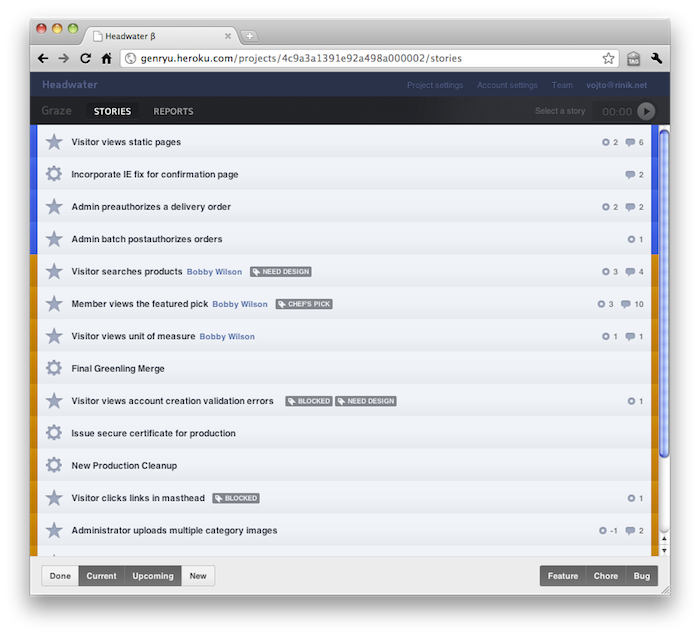 Headwater β
genryu.heroku.com/projects/4c9a3a1391e92a498a000002/stories
TAG
Headwater Project settings Account settings Team vojto@rinik.net
Graze STORIES REPORTS Select a story 00:00
Visitor views static pages 2 6
Incorporate IE fix for confirmation page 2
Admin preauthorizes a delivery order 2 2
Admin batch postauthorizes orders 1
Visitor searches products Bobby Wilson NEED DESIGN 3 4
Member views the featured pick Bobby Wilson CHEF'S PICK 3 10
Visitor views unit of measure Bobby Wilson 1 1
Final Greenling Merge
Visitor views account creation validation errors BLOCKED NEED DESIGN 1
Issue secure certificate for production
New Production Cleanup
Visitor clicks links in masthead BLOCKED 1
Administrator uploads multiple category images -1 2
Done Current Upcoming New Feature Chore Bug